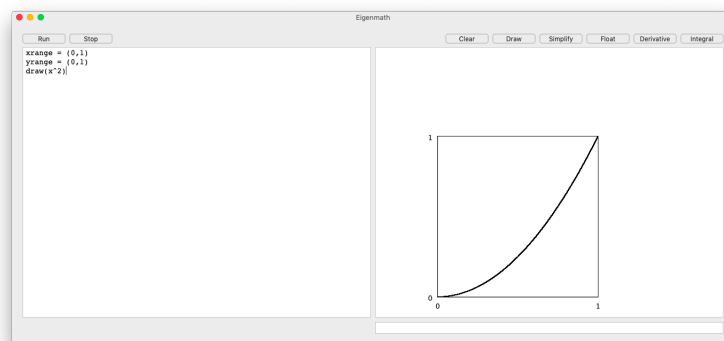 Eigenmath
Run Stop Clear Draw Simplify Float Derivative Integral
xrange = (0,1)
yrange = (0,1)
draw(x^2)
1
0
0 1